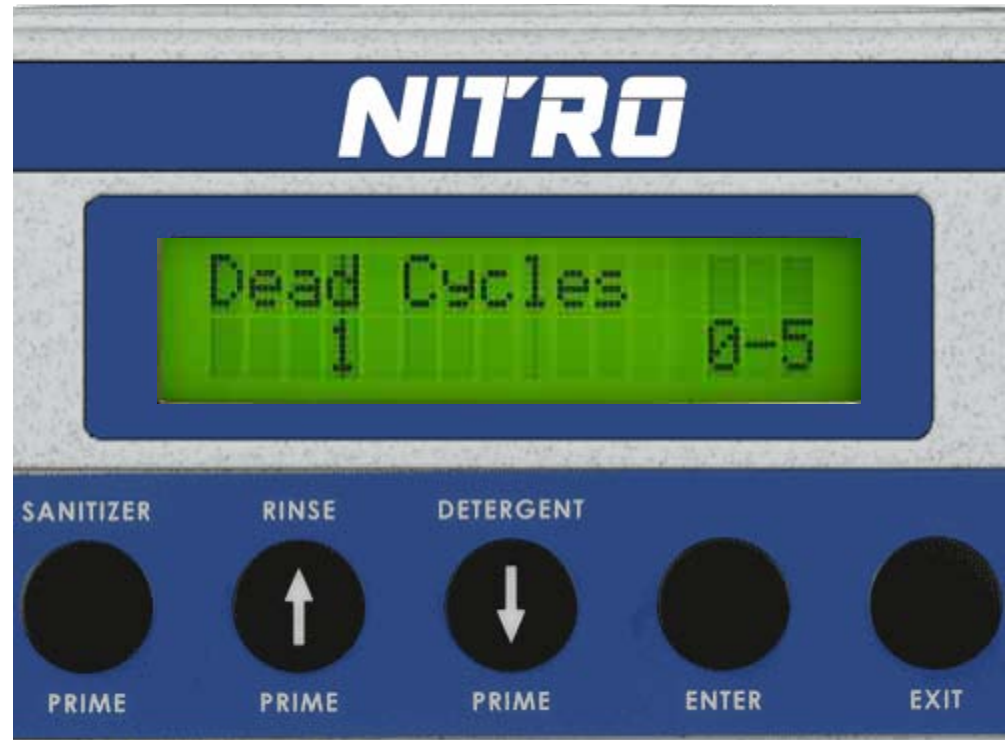 NITRO
Dead Cycles
1 0-5
SANITIZER RINSE DETERGENT
PRIME PRIME PRIME ENTER EXIT